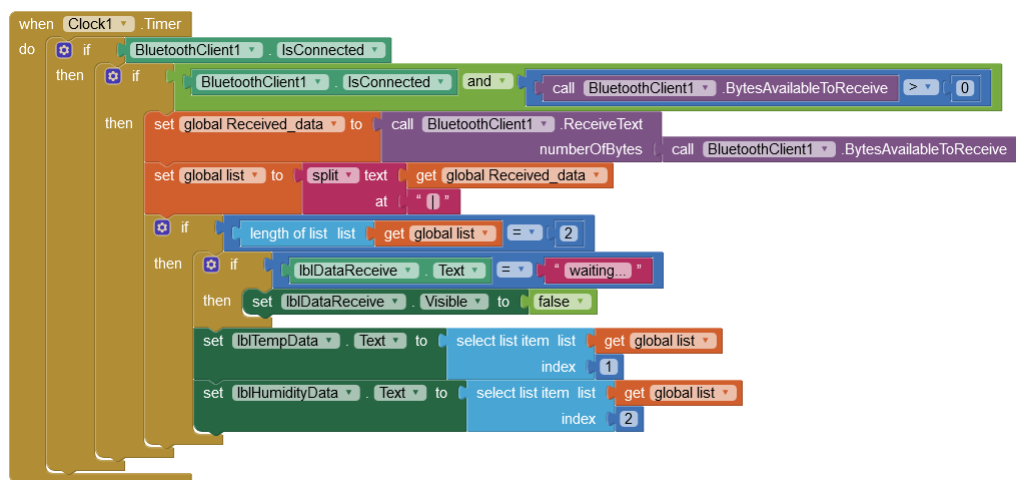 when Clock1 .Timer
do if BluetoothClient1 . IsConnected
then if BluetoothClient1 . IsConnected and call BluetoothClient1 .BytesAvailableToReceive > 0
then set global Received_data to call BluetoothClient1 .ReceiveText
numberOfBytes call BluetoothClient1 .BytesAvailableToReceive
set global list to split text get global Received_data
at " | "
if length of list list get global list = 2
then if lblDataReceive . Text = " waiting... "
then set lblDataReceive . Visible to false
set lblTempData . Text to select list item list get global list
index 1
set lblHumidityData . Text to select list item list get global list
index 2